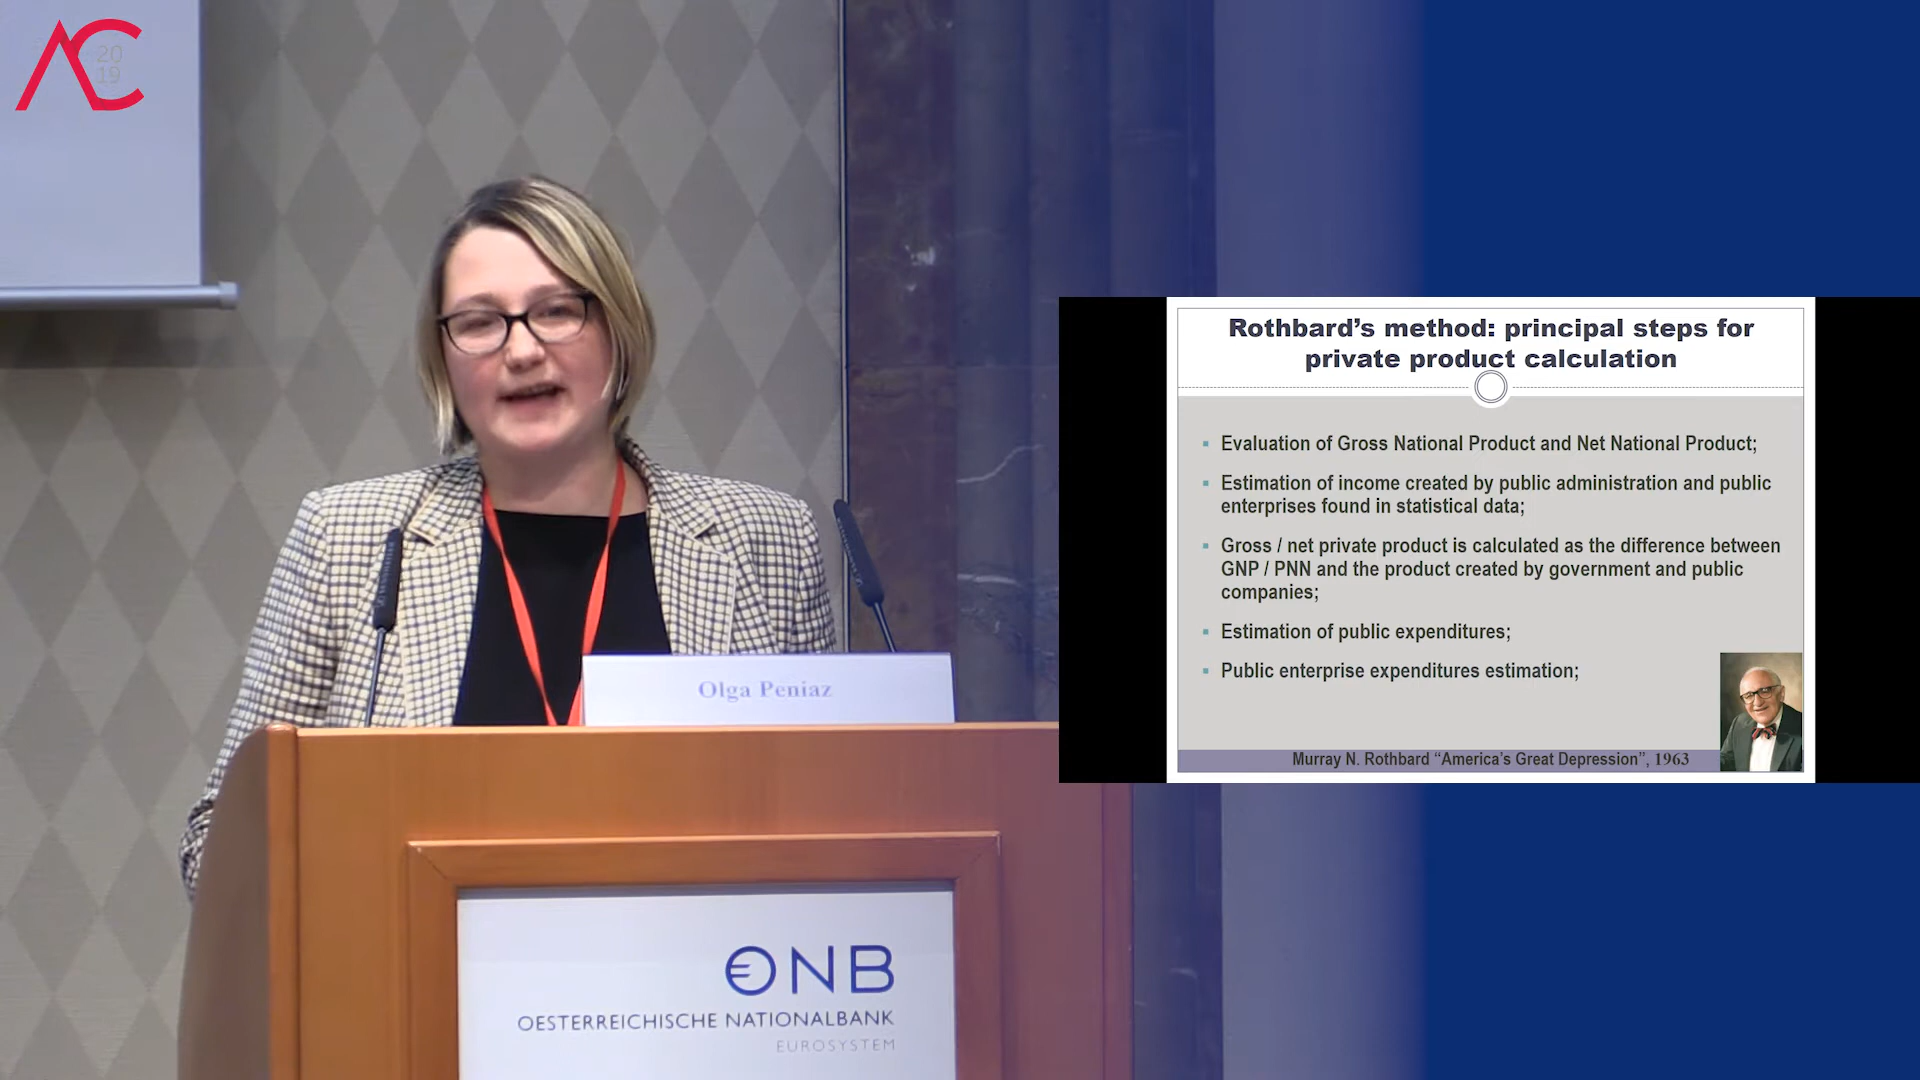 AC
20
19
Olga Peniaz
ONB
OESTERREICHISCHE NATIONALBANK
EUROSYSTEM
Rothbard's method: principal steps for
private product calculation
Evaluation of Gross National Product and Net National Product;
Estimation of income created by public administration and public
enterprises found in statistical data;
Gross / net private product is calculated as the difference between
GNP / PNN and the product created by government and public
companies;
Estimation of public expenditures;
Public enterprise expenditures estimation;
Murray N. Rothbard “America's Great Depression”, 1963